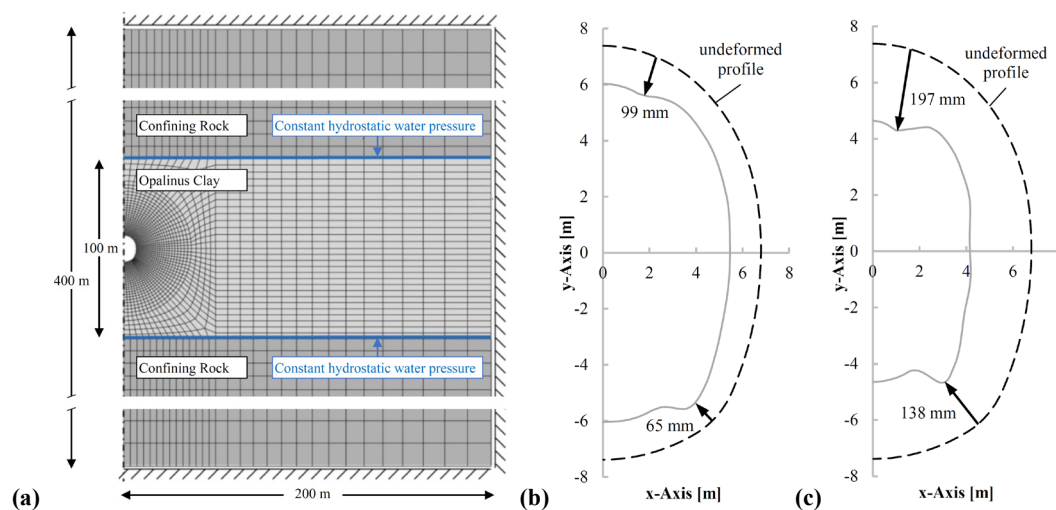 (a)
400 m
100 m
Confining Rock
Constant hydrostatic water pressure
Opalinus Clay
Confining Rock
Constant hydrostatic water pressure
200 m
(b)
y-Axis [m]
8
6
4
2
0
-2
-4
-6
-8
0
2
4
6
8
x-Axis [m]
undeformed
profile
99 mm
65 mm
(c)
y-Axis [m]
8
6
4
2
0
-2
-4
-6
-8
0
2
4
6
x-Axis [m]
undeformed
profile
197 mm
138 mm